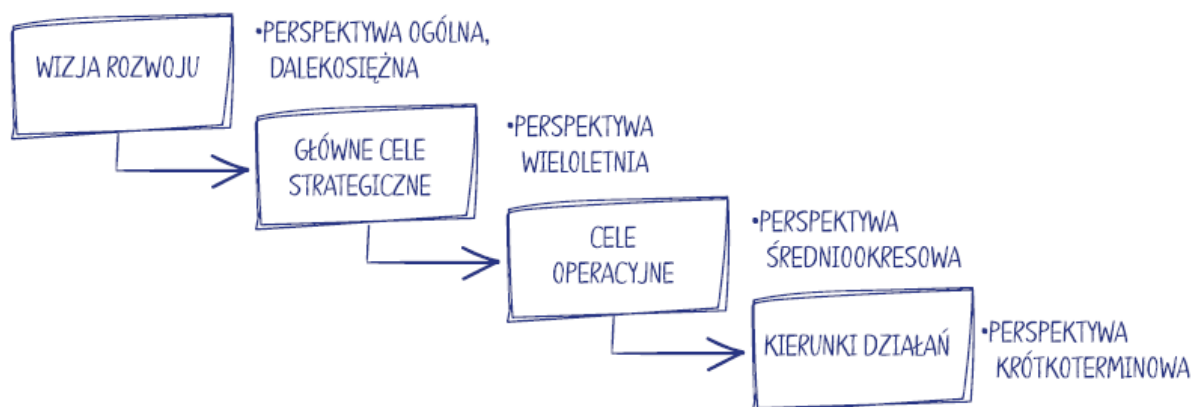 WIZJA ROZWOJU
•PERSPEKTYWA OGÓLNA,
DALEKOSIĘŻNA
GŁÓWNE CELE
STRATEGICZNE
•PERSPEKTYWA
WIELOLETNIA
CELE
OPERACYJNE
•PERSPEKTYWA
ŚREDNIOOKRESOWA
KIERUNKI DZIAŁAŃ
•PERSPEKTYWA
KRÓTKOTERMINOWA